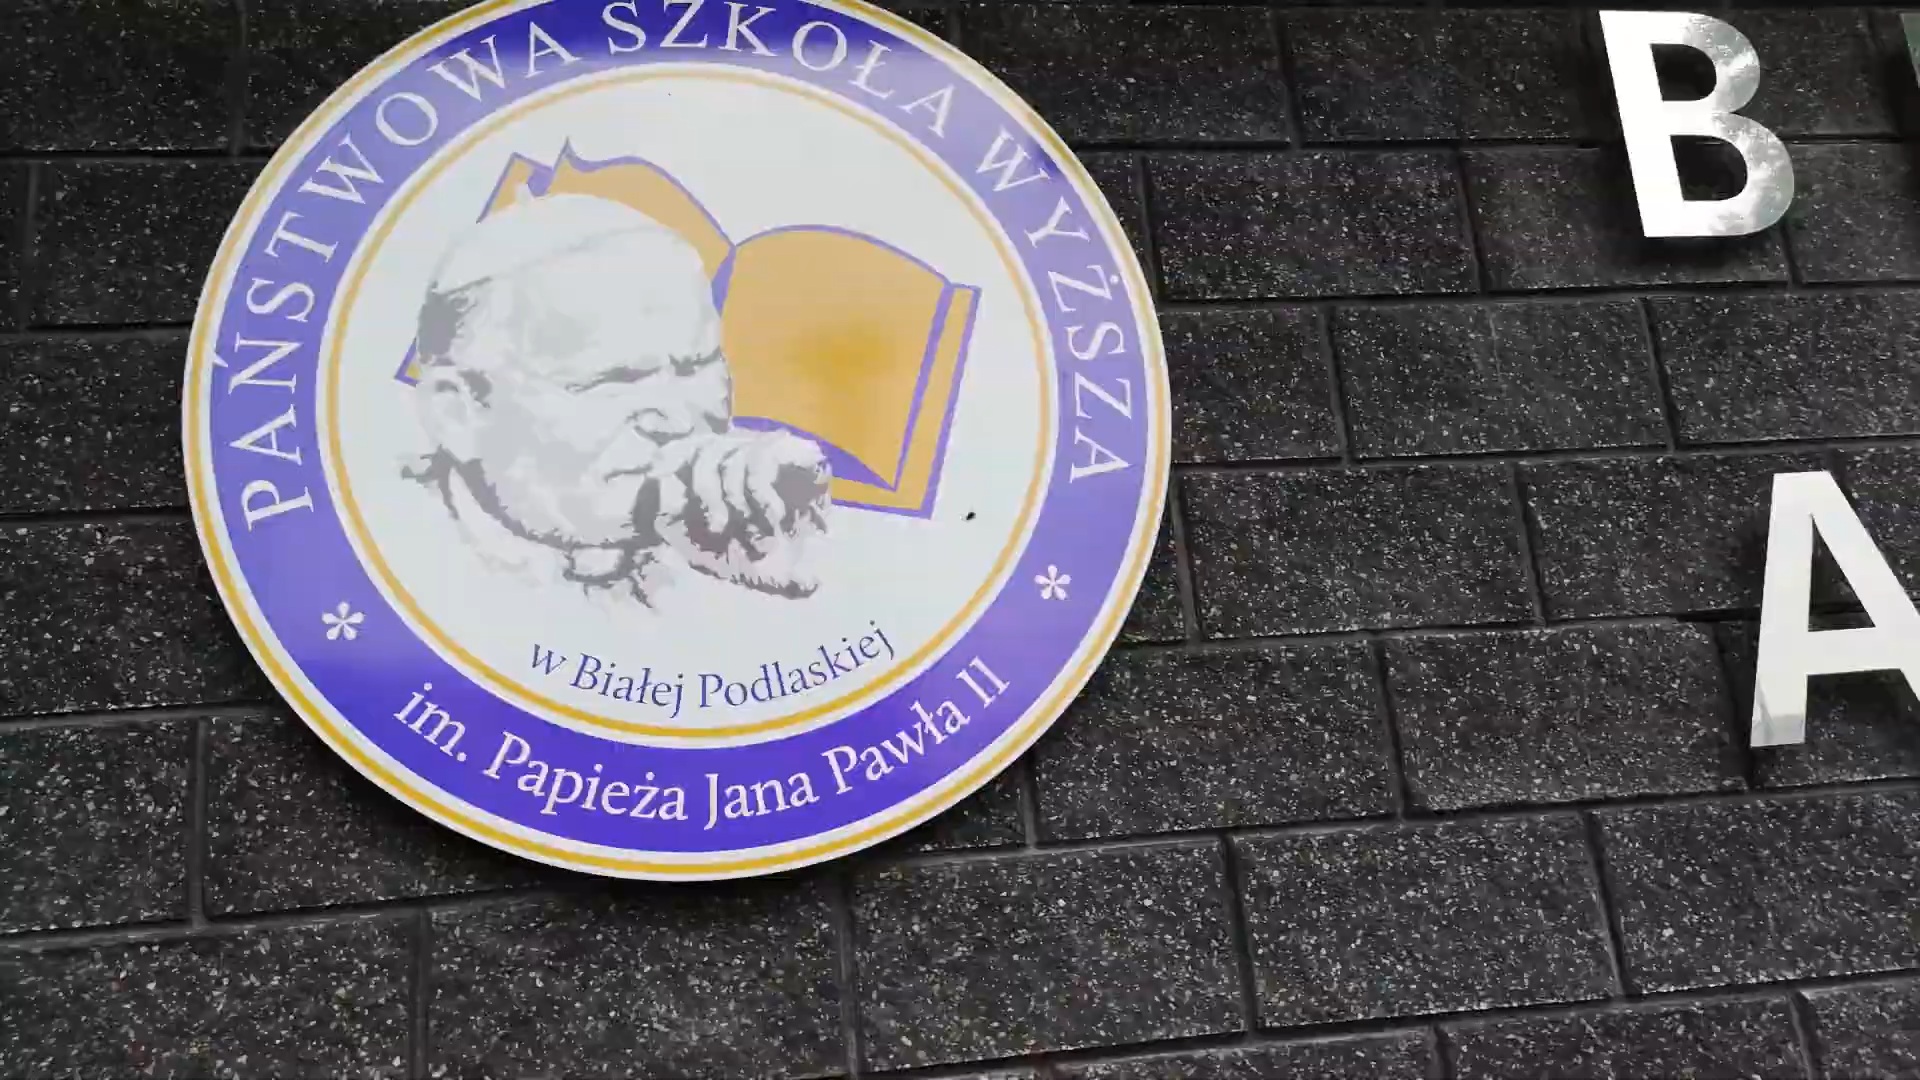 PAŃSTWOWA SZKOŁA WYŻSZA
w Białej Podlaskiej
im. Papieża Jana Pawła II
B
A